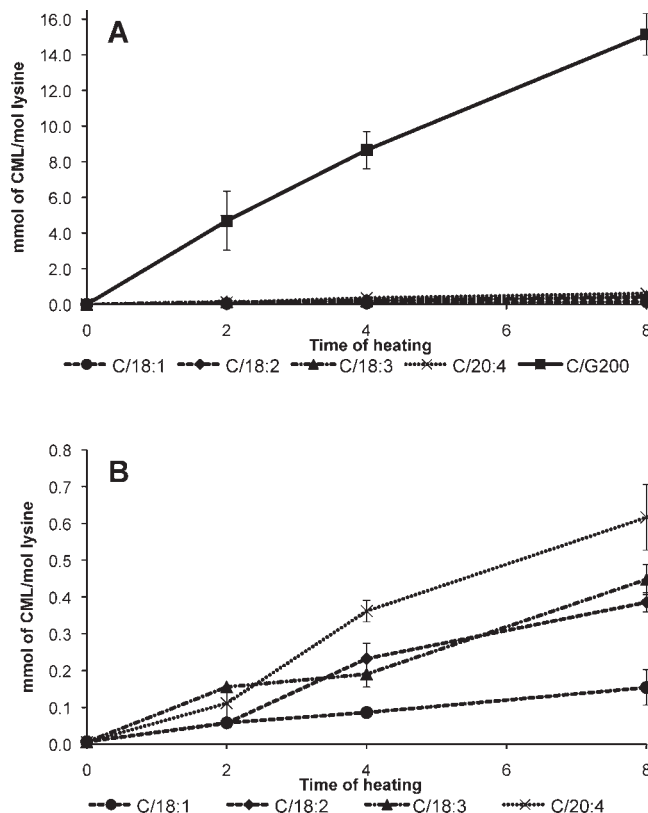 A
mmol of CML/mol lysine
16.0
14.0
12.0
10.0
8.0
6.0
4.0
2.0
0.0
0 2 4 6 8
Time of heating
C/18:1 C/18:2 C/18:3 C/20:4 C/G200
B
mmol of CML/mol lysine
0.8
0.7
0.6
0.5
0.4
0.3
0.2
0.1
0.0
0 2 4 6 8
Time of heating
C/18:1 C/18:2 C/18:3 C/20:4